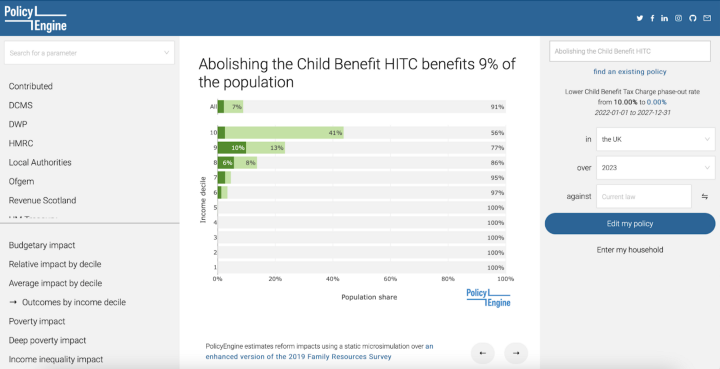 Policy
Engine
Search for a parameter
Contributed
DCMS
DWP
HMRC
Local Authorities
Ofgem
Revenue Scotland
Budgetary impact
Relative impact by decile
Average impact by decile
→ Outcomes by income decile
Poverty impact
Deep poverty impact
Income inequality impact
Abolishing the Child Benefit HITC benefits 9% of
the population
All 7% 91%
10 41% 56%
9 10% 13% 77%
8 6% 8% 86%
7 95%
6 97%
5 100%
4 100%
3 100%
2 100%
1 100%
Income decile
0% 20% 40% 60% 80% 100%
Population share
Policy
Engine
PolicyEngine estimates reform impacts using a static microsimulation over an
enhanced version of the 2019 Family Resources Survey
← →
Abolishing the Child Benefit HITC
find an existing policy
Lower Child Benefit Tax Charge phase-out rate
from 10.00% to 0.00%
2022-01-01 to 2027-12-31
in the UK
over 2023
against Current law
Edit my policy
Enter my household